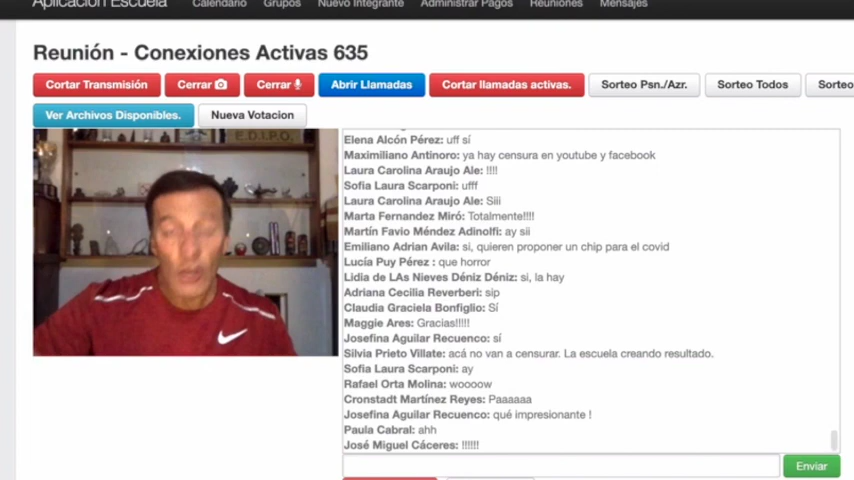 Aplicación Escuela Calendario Grupos Nuevo Integrante Administrar Pagos Reuniones Mensajes
Reunión - Conexiones Activas 635
Cortar Transmisión Cerrar Cerrar Abrir Llamadas Cortar llamadas activas. Sorteo Psn./Azr. Sorteo Todos Sorteo
Ver Archivos Disponibles. Nueva Votacion
E.D.I.P.O.
Elena Alcón Pérez: uff sí
Maximiliano Antinoro: ya hay censura en youtube y facebook
Laura Carolina Araujo Ale: !!!!
Sofia Laura Scarponi: ufff
Laura Carolina Araujo Ale: Siii
Marta Fernandez Miró: Totalmente!!!!
Martín Favio Méndez Adinolfi: ay sii
Emiliano Adrian Avila: si, quieren proponer un chip para el covid
Lucía Puy Pérez : que horror
Lidia de LAs Nieves Déniz Déniz: si, la hay
Adriana Cecilia Reverberi: sip
Claudia Graciela Bonfiglio: Sí
Maggie Ares: Gracias!!!!!
Josefina Aguilar Recuenco: sí
Silvia Prieto Villate: acá no van a censurar. La escuela creando resultado.
Sofia Laura Scarponi: ay
Rafael Orta Molina: woooow
Cronstadt Martínez Reyes: Paaaaaa
Josefina Aguilar Recuenco: qué impresionante !
Paula Cabral: ahh
José Miguel Cáceres: !!!!!!
Enviar